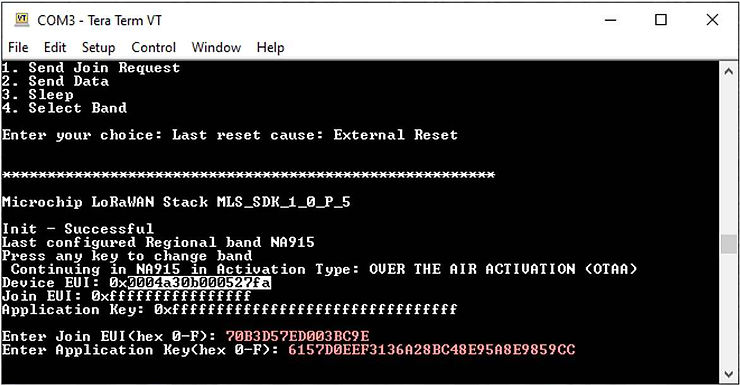 COM3 - Tera Term VT
File Edit Setup Control Window Help
1. Send Join Request
2. Send Data
3. Sleep
4. Select Band
Enter your choice: Last reset cause: External Reset
*******************************************************
Microchip LoRaWAN Stack MLS_SDK_1_0_P_5
Init - Successful
Last configured Regional band NA915
Press any key to change band
Continuing in NA915 in Activation Type: OVER THE AIR ACTIVATION (OTAA)
Device EUI: 0x0004a30b000527fa
Join EUI: 0xffffffffffffffff
Application Key: 0xffffffffffffffffffffffffffffffff
Enter Join EUI(hex 0-F): 70B3D57ED003BC9E
Enter Application Key(hex 0-F): 6157D0EEF3136A28BC48E95A8E9859CC